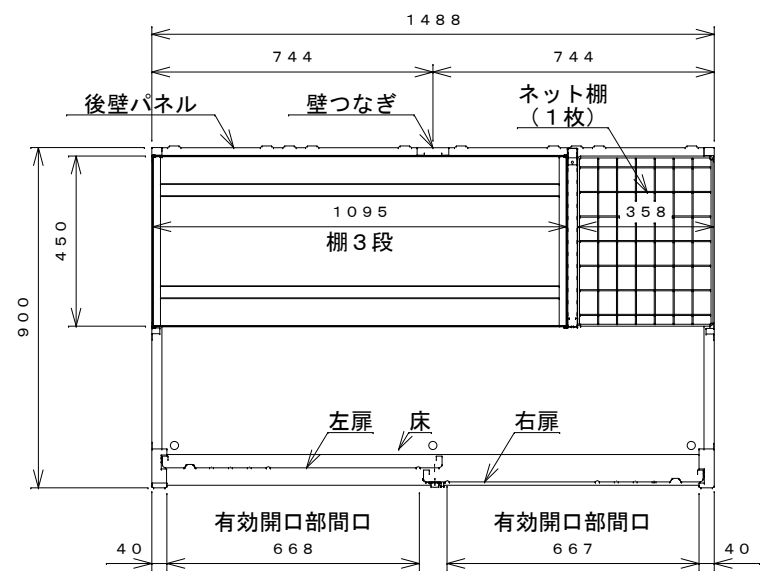 1488
744
744
後壁パネル
壁つなぎ
ネット棚
（1枚）
1095
358
棚3段
450
900
左扉
床
右扉
有効開口部間口
有効開口部間口
40
668
667
40